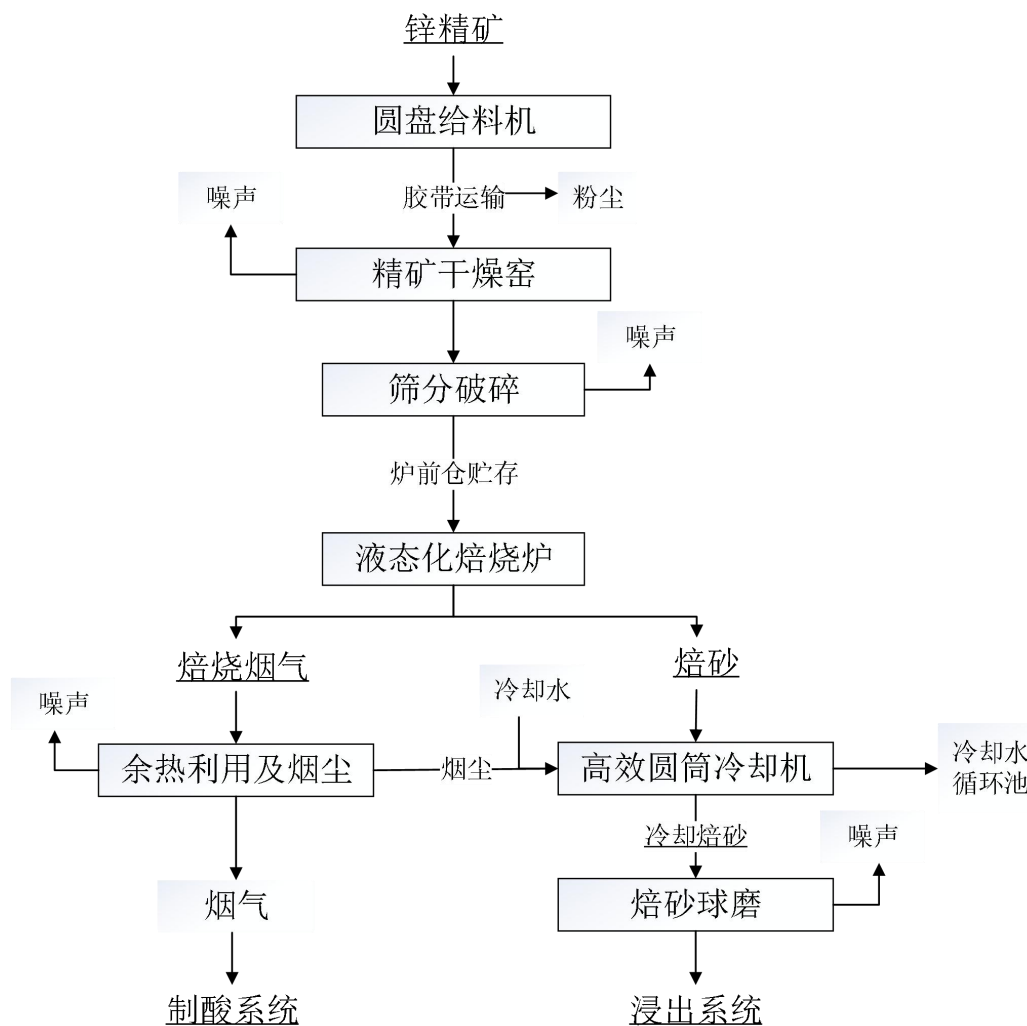 锌精矿
圆盘给料机
噪声
胶带运输
粉尘
精矿干燥窑
噪声
筛分破碎
炉前仓贮存
液态化焙烧炉
焙烧烟气
焙砂
噪声
冷却水
余热利用及烟尘
烟尘
高效圆筒冷却机
冷却水
循环池
冷却焙砂
噪声
烟气
焙砂球磨
制酸系统
浸出系统